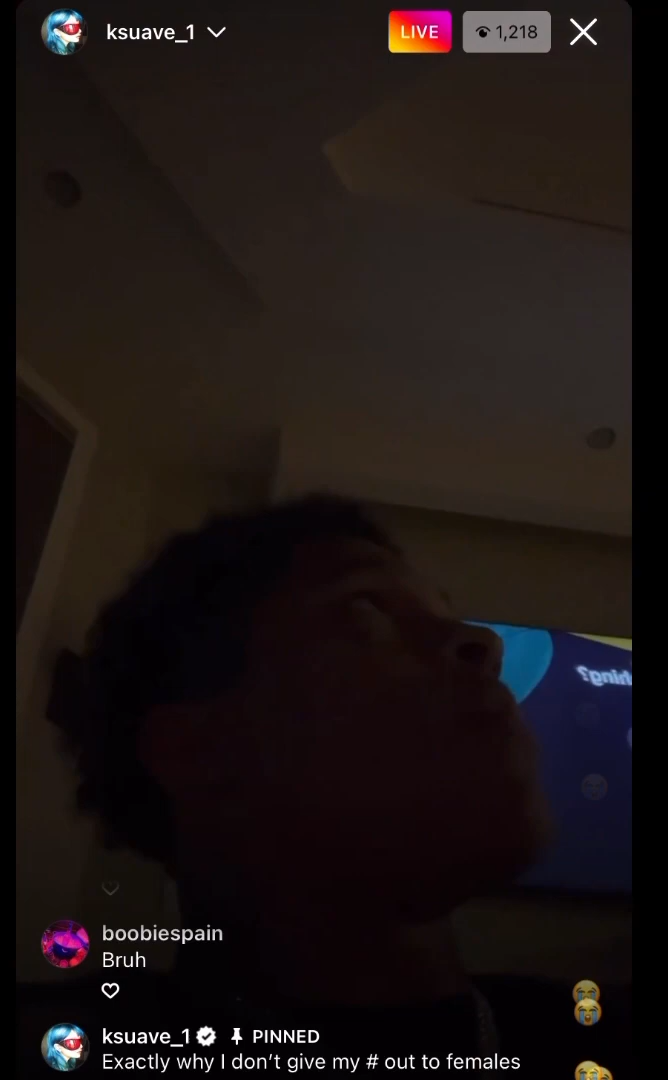 ksuave_1
LIVE
1,218
boobiespain
Bruh
ksuave_1 PINNED
Exactly why I don't give my # out to females